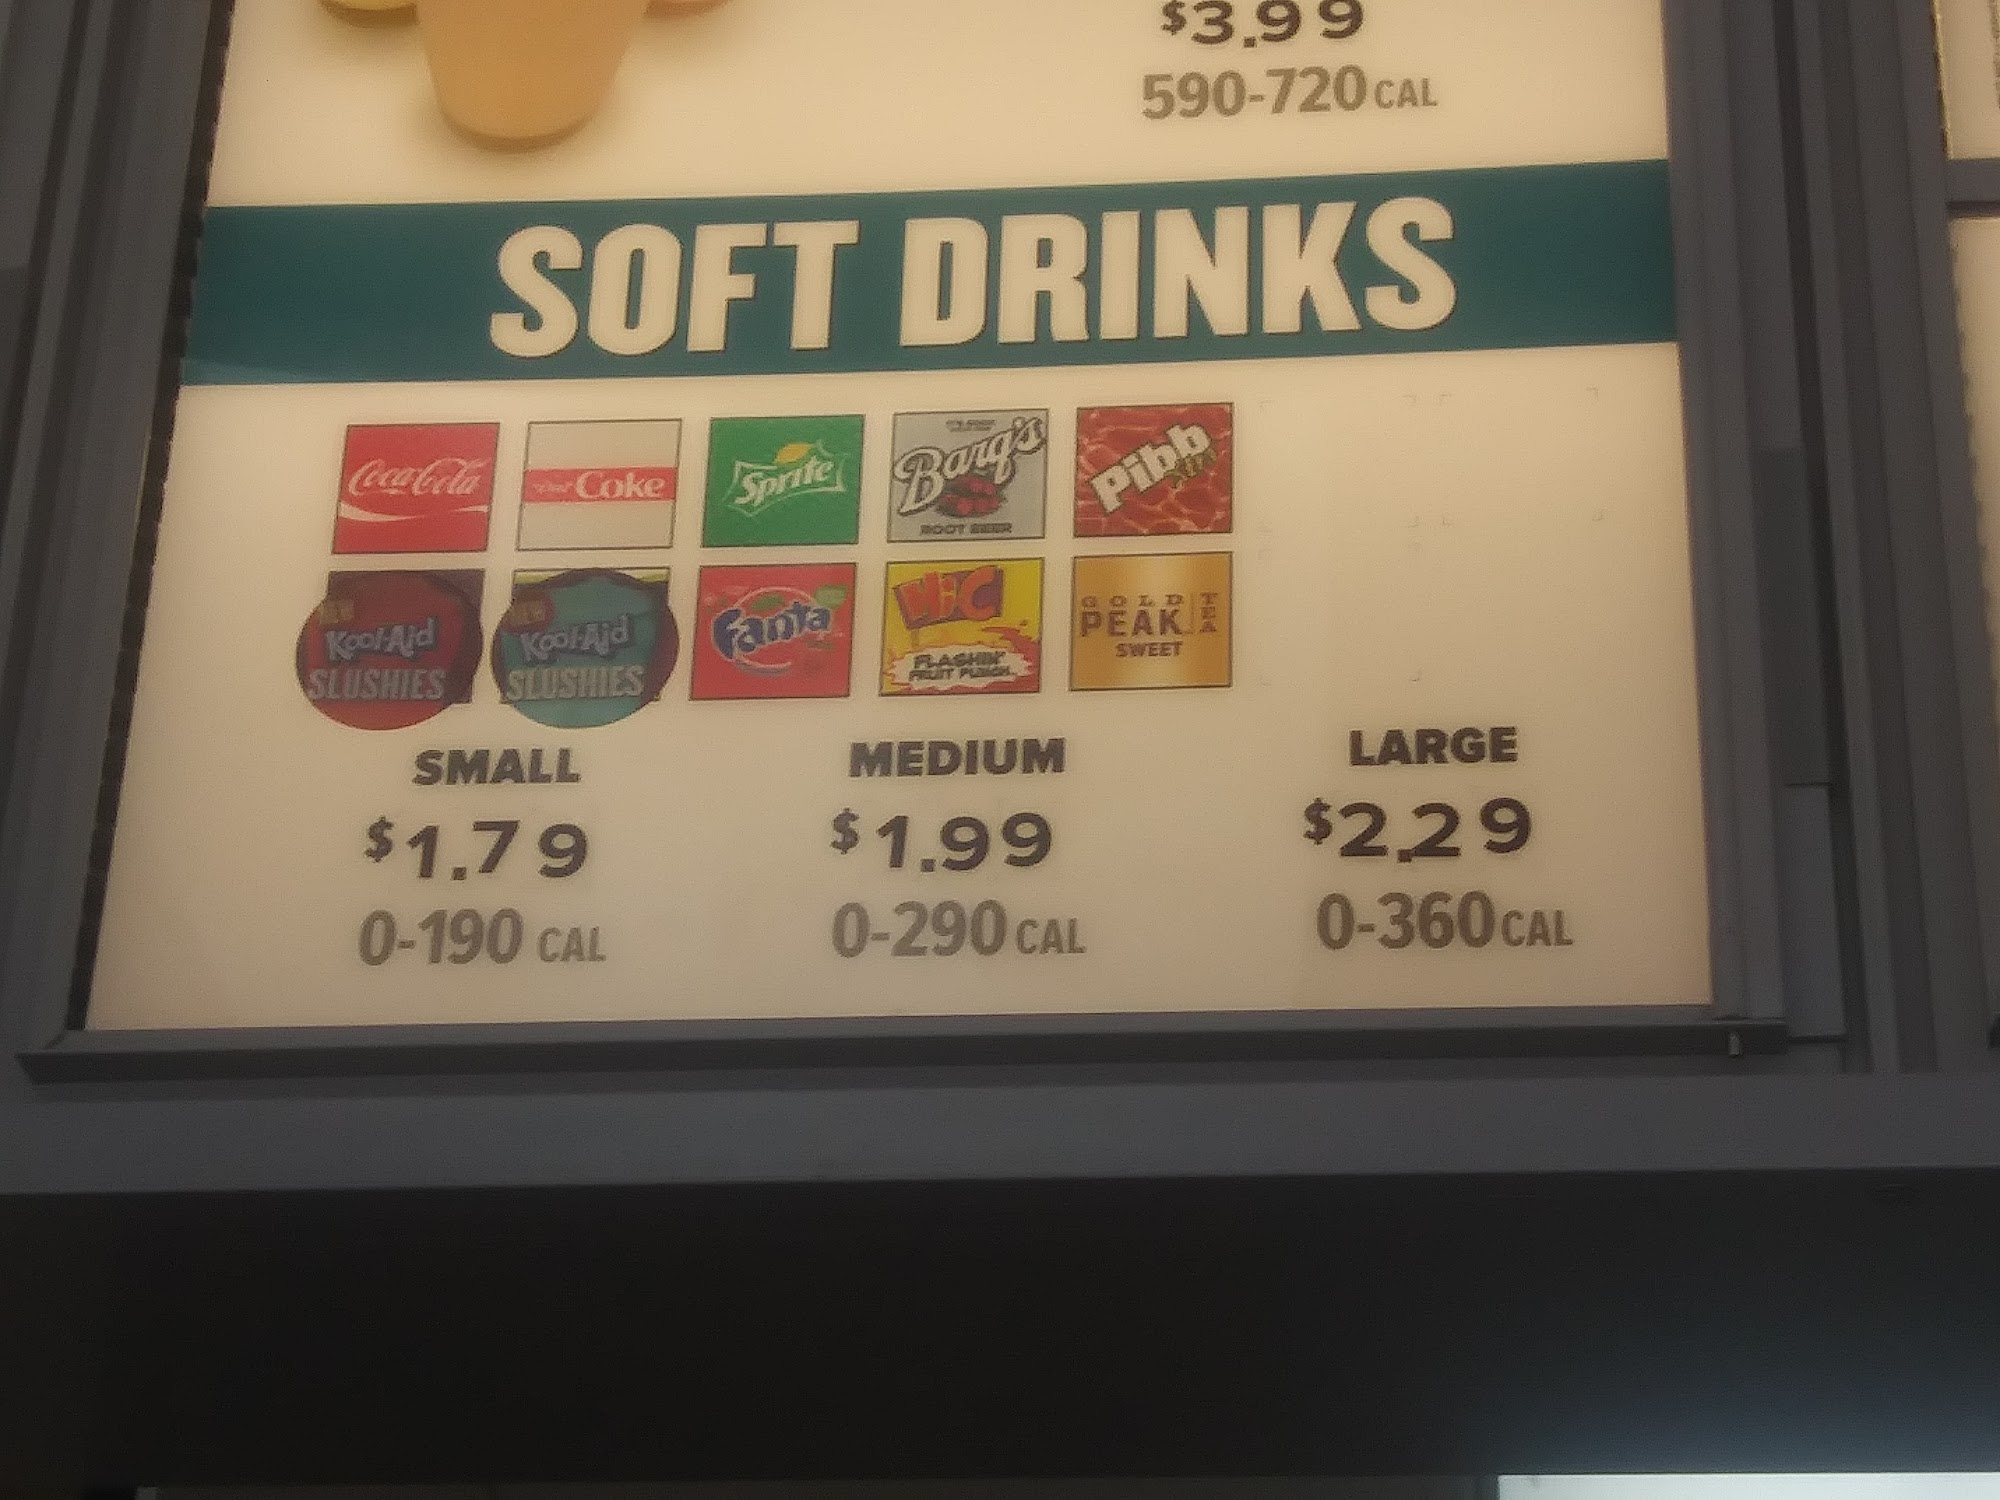 $3.99
590-720 CAL
SOFT DRINKS
Coca-Cola
Coke
Sprite
Barq's
ROOT BEER
Pibb
Xtra
NEW
Kool-Aid
SLUSHIES
NEW
Kool-Aid
SLUSHIES
Fanta
Hi-C
FLASHIN'
FRUIT PUNCH
GOLD PEAK TEA
SWEET
SMALL MEDIUM LARGE
$1.79 $1.99 $2.29
0-190 CAL 0-290 CAL 0-360 CAL